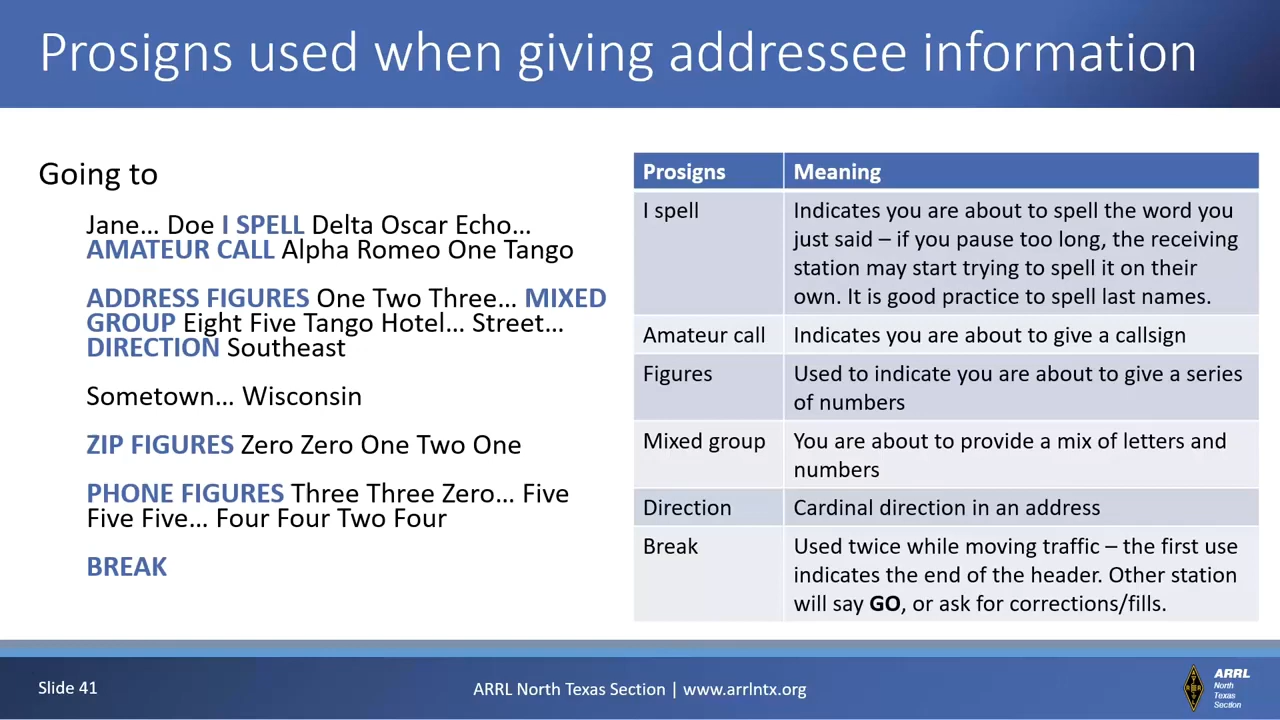 Prosigns used when giving addressee information
Going to
Jane… Doe I SPELL Delta Oscar Echo…
AMATEUR CALL Alpha Romeo One Tango
ADDRESS FIGURES One Two Three… MIXED
GROUP Eight Five Tango Hotel… Street…
DIRECTION Southeast
Sometown… Wisconsin
ZIP FIGURES Zero Zero One Two One
PHONE FIGURES Three Three Zero… Five
Five Five… Four Four Two Four
BREAK
Prosigns Meaning
I spell Indicates you are about to spell the word you
just said – if you pause too long, the receiving
station may start trying to spell it on their
own. It is good practice to spell last names.
Amateur call Indicates you are about to give a callsign
Figures Used to indicate you are about to give a series
of numbers
Mixed group You are about to provide a mix of letters and
numbers
Direction Cardinal direction in an address
Break Used twice while moving traffic – the first use
indicates the end of the header. Other station
will say GO, or ask for corrections/fills.
Slide 41
ARRL North Texas Section | www.arrlntx.org
ARRL
North
Texas
Section